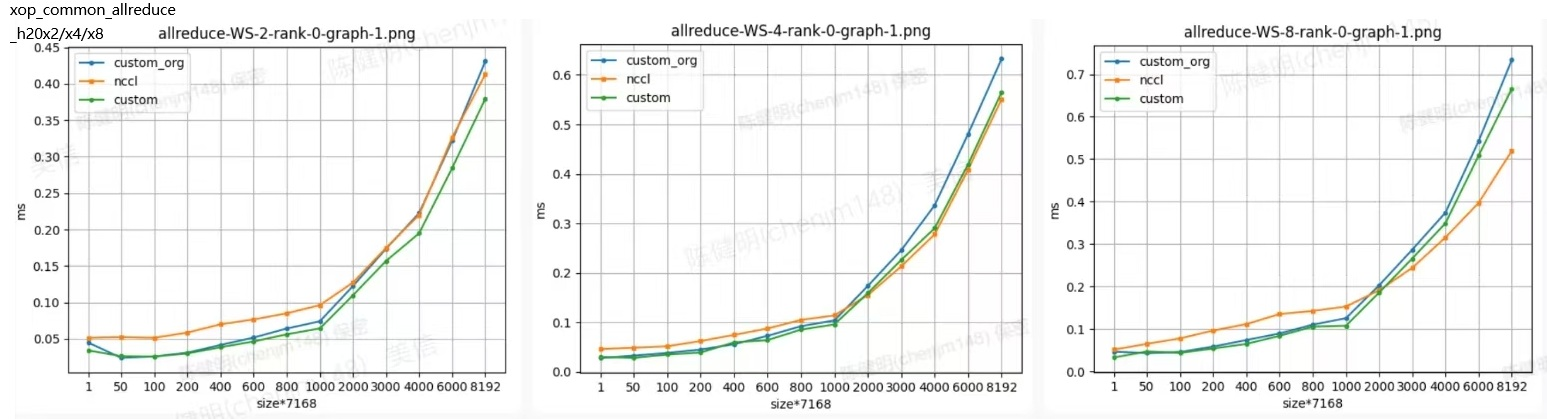 xop_common_allreduce
_h20x2/x4/x8
allreduce-WS-2-rank-0-graph-1.png
custom_org
nccl
custom
0.45
0.40
0.35
0.30
0.25
0.20
0.15
0.10
0.05
ms
1 50 100 200 400 600 800 1000 2000 3000 4000 6000 8192
size*7168
allreduce-WS-4-rank-0-graph-1.png
custom_org
nccl
custom
0.6
0.5
0.4
0.3
0.2
0.1
0.0
ms
1 50 100 200 400 600 800 1000 2000 3000 4000 6000 8192
size*7168
allreduce-WS-8-rank-0-graph-1.png
custom_org
nccl
custom
0.7
0.6
0.5
0.4
0.3
0.2
0.1
0.0
ms
1 50 100 200 400 600 800 1000 2000 3000 4000 6000 8192
size*7168
陈健明(chenjm148) 保密